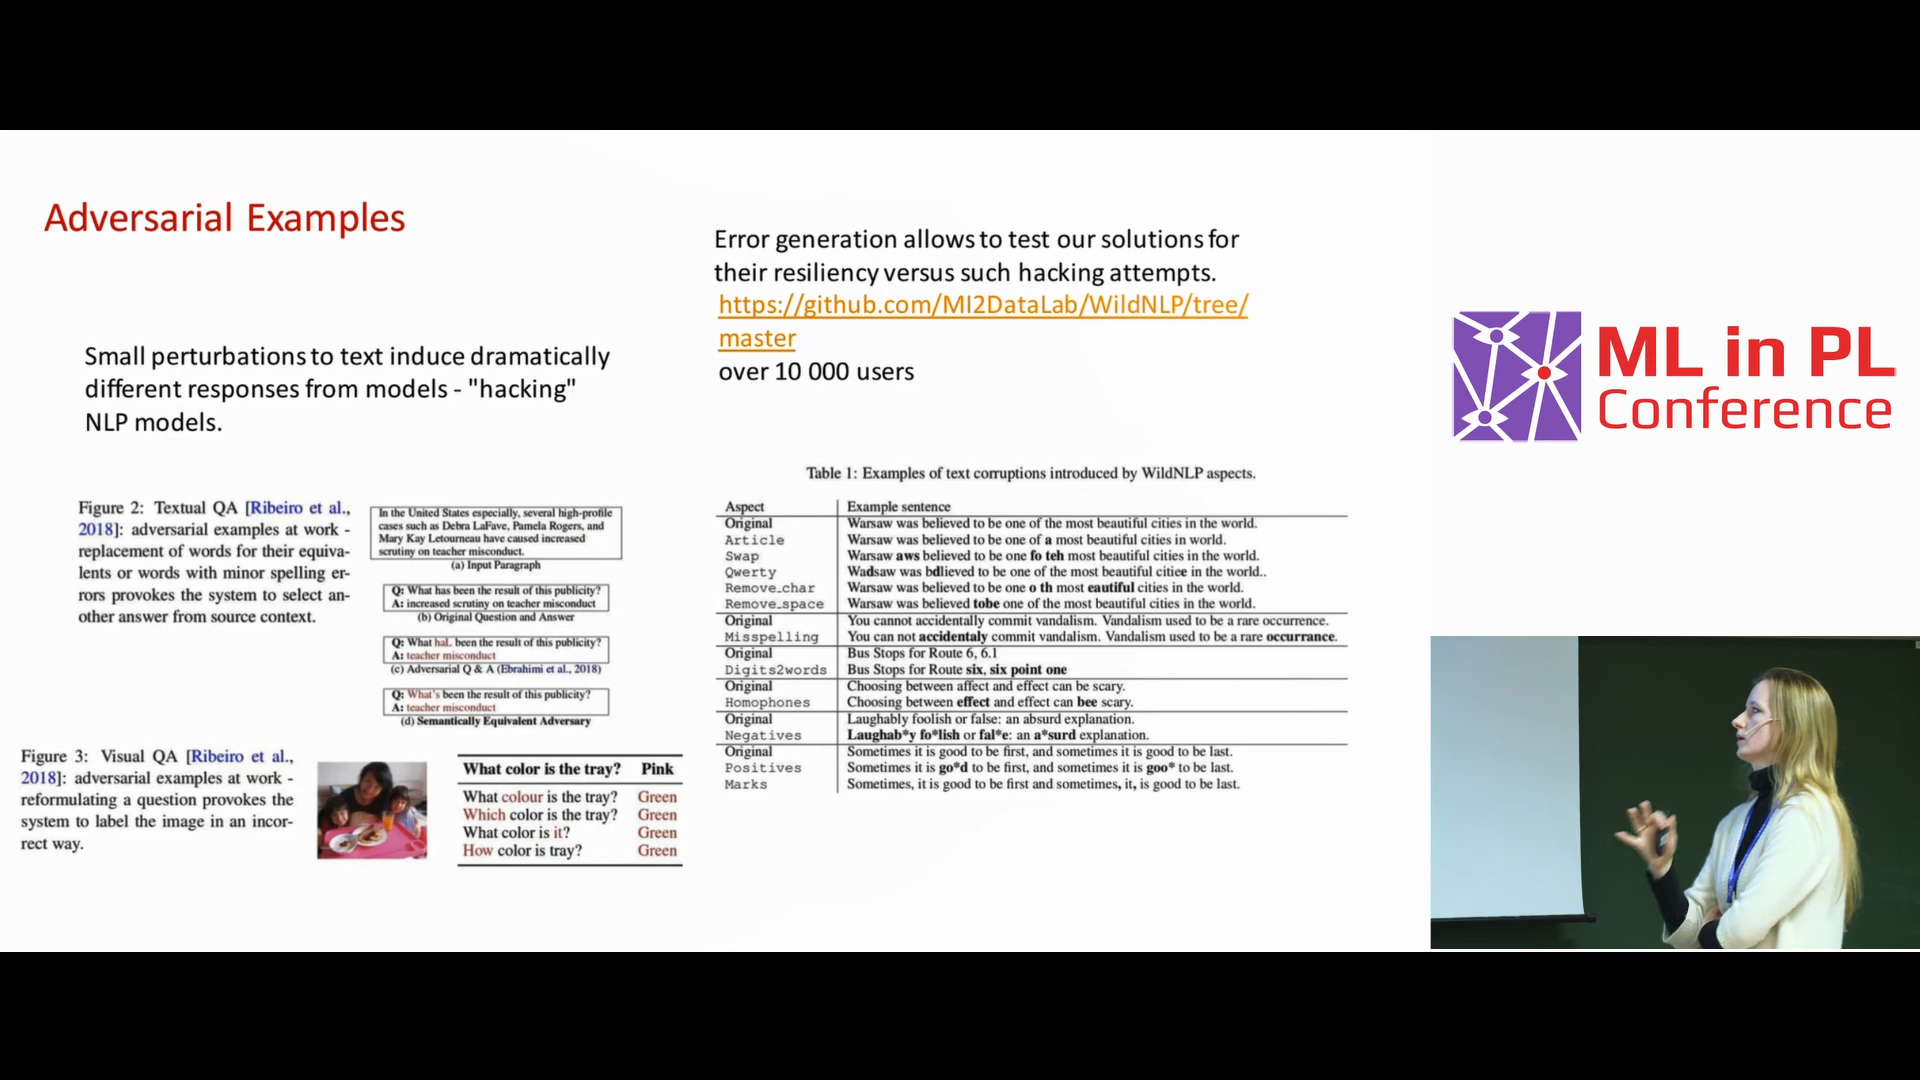 Adversarial Examples
Small perturbations to text induce dramatically
different responses from models - "hacking"
NLP models.
Figure 2: Textual QA [Ribeiro et al.,
2018]: adversarial examples at work -
replacement of words for their equiva-
lents or words with minor spelling er-
rors provokes the system to select an-
other answer from source context.
In the United States especially, several high-profile
cases such as Debra LaFave, Pamela Rogers, and
Mary Kay Letourneau have caused increased
scrutiny on teacher misconduct.
(a) Input Paragraph
Q: What has been the result of this publicity?
A: increased scrutiny on teacher misconduct
(b) Original Question and Answer
Q: What haL been the result of this publicity?
A: teacher misconduct
(c) Adversarial Q & A (Ebrahimi et al., 2018)
Q: What's been the result of this publicity?
A: teacher misconduct
(d) Semantically Equivalent Adversary
Figure 3: Visual QA [Ribeiro et al.,
2018]: adversarial examples at work -
reformulating a question provokes the
system to label the image in an incor-
rect way.
What color is the tray? Pink
What colour is the tray? Green
Which color is the tray? Green
What color is it? Green
How color is tray? Green
Error generation allows to test our solutions for
their resiliency versus such hacking attempts.
https://github.com/MI2DataLab/WildNLP/tree/
master
over 10 000 users
Table 1: Examples of text corruptions introduced by WildNLP aspects.
Aspect Example sentence
Original Warsaw was believed to be one of the most beautiful cities in the world.
Article Warsaw was believed to be one of a most beautiful cities in world.
Swap Warsaw aws believed to be one fo teh most beautiful cities in the world.
Qwerty Wadsaw was bdlieved to be one of the most beautiful citiee in the world..
Remove_char Warsaw was believed to be one o th most eautiful cities in the world.
Remove_space Warsaw was believed tobe one of the most beautiful cities in the world.
Original You cannot accidentally commit vandalism. Vandalism used to be a rare occurrence.
Misspelling You can not accidentaly commit vandalism. Vandalism used to be a rare occurrance.
Original Bus Stops for Route 6, 6.1
Digits2words Bus Stops for Route six, six point one
Original Choosing between affect and effect can be scary.
Homophones Choosing between effect and effect can bee scary.
Original Laughably foolish or false: an absurd explanation.
Negatives Laughab*y fo*lish or fal*e: an a*surd explanation.
Original Sometimes it is good to be first, and sometimes it is good to be last.
Positives Sometimes it is go*d to be first, and sometimes it is goo* to be last.
Marks Sometimes, it is good to be first and sometimes, it, is good to be last.
ML in PL
Conference